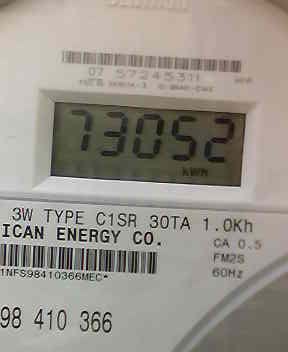 07 57245311
73052
KWH
3W TYPE C1SR 30TA 1.0Kh
ICAN ENERGY CO.
CA 0.5
FM2S
60Hz
1NFS98410366MEC*
98 410 366